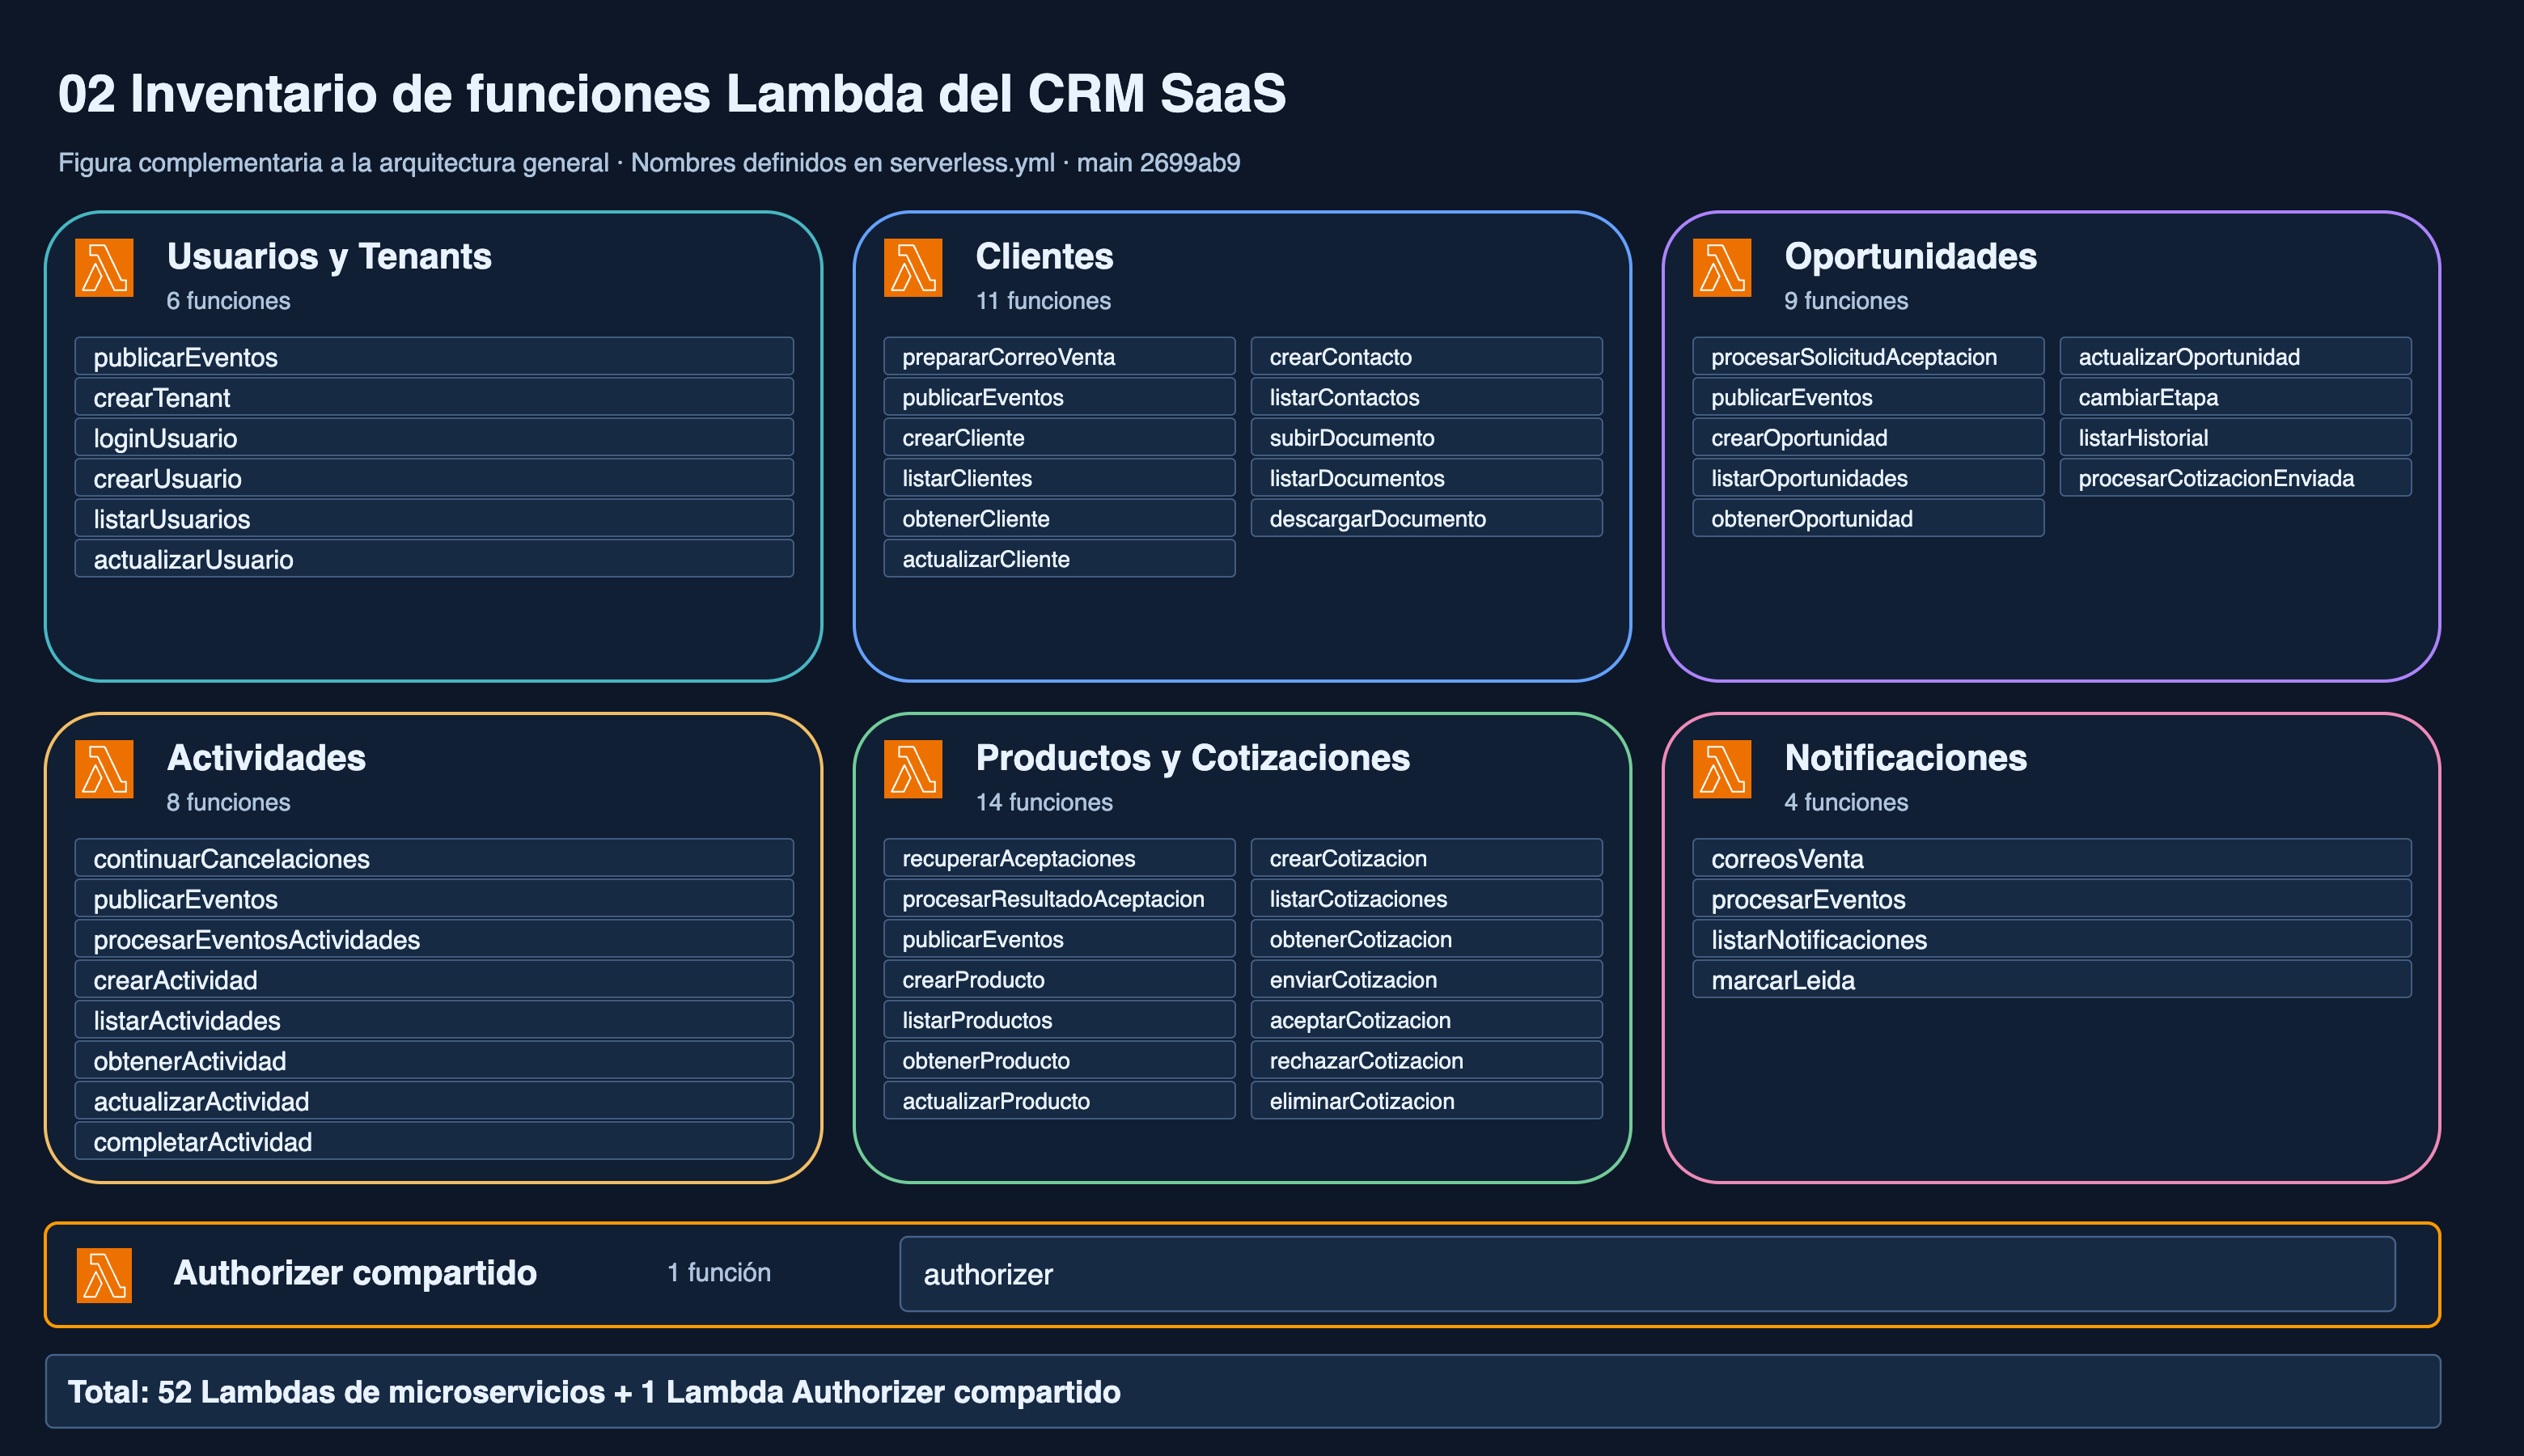 02 Inventario de funciones Lambda del CRM SaaS
Figura complementaria a la arquitectura general · Nombres definidos en serverless.yml · main 2699ab9
Usuarios y Tenants
6 funciones
publicarEventos
crearTenant
loginUsuario
crearUsuario
listarUsuarios
actualizarUsuario
Clientes
11 funciones
prepararCorreoVenta
publicarEventos
crearCliente
listarClientes
obtenerCliente
actualizarCliente
crearContacto
listarContactos
subirDocumento
listarDocumentos
descargarDocumento
Oportunidades
9 funciones
procesarSolicitudAceptacion
publicarEventos
crearOportunidad
listarOportunidades
obtenerOportunidad
actualizarOportunidad
cambiarEtapa
listarHistorial
procesarCotizacionEnviada
Actividades
8 funciones
continuarCancelaciones
publicarEventos
procesarEventosActividades
crearActividad
listarActividades
obtenerActividad
actualizarActividad
completarActividad
Productos y Cotizaciones
14 funciones
recuperarAceptaciones
procesarResultadoAceptacion
publicarEventos
crearProducto
listarProductos
obtenerProducto
actualizarProducto
crearCotizacion
listarCotizaciones
obtenerCotizacion
enviarCotizacion
aceptarCotizacion
rechazarCotizacion
eliminarCotizacion
Notificaciones
4 funciones
correosVenta
procesarEventos
listarNotificaciones
marcarLeida
Authorizer compartido
1 función
authorizer
Total: 52 Lambdas de microservicios + 1 Lambda Authorizer compartido